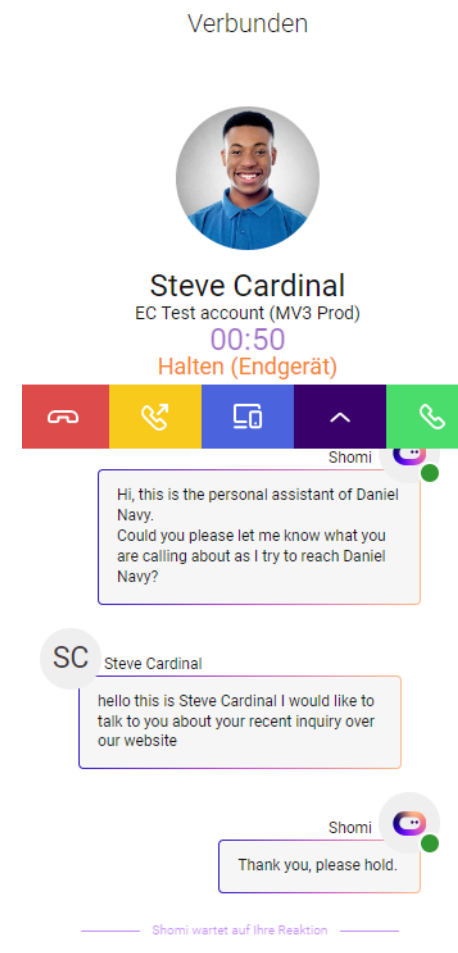 Verbunden
Steve Cardinal
EC Test account (MV3 Prod)
00:50
Halten (Endgerät)
Shomi
Hi, this is the personal assistant of Daniel
Navy.
Could you please let me know what you
are calling about as I try to reach Daniel
Navy?
SC
Steve Cardinal
hello this is Steve Cardinal I would like to
talk to you about your recent inquiry over
our website
Shomi
Thank you, please hold.
Shomi wartet auf Ihre Reaktion